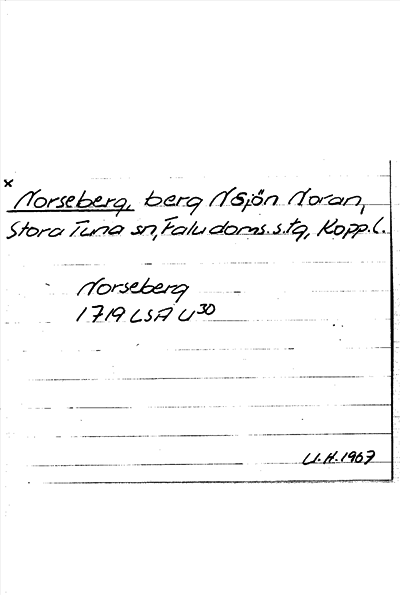 x
Norseberg, berg N Sjön Noran,
Stora Tuna sn, Falu doms.s.tg, Kopp.l.
Norseberg
1719 LSA U30
U.H. 1967